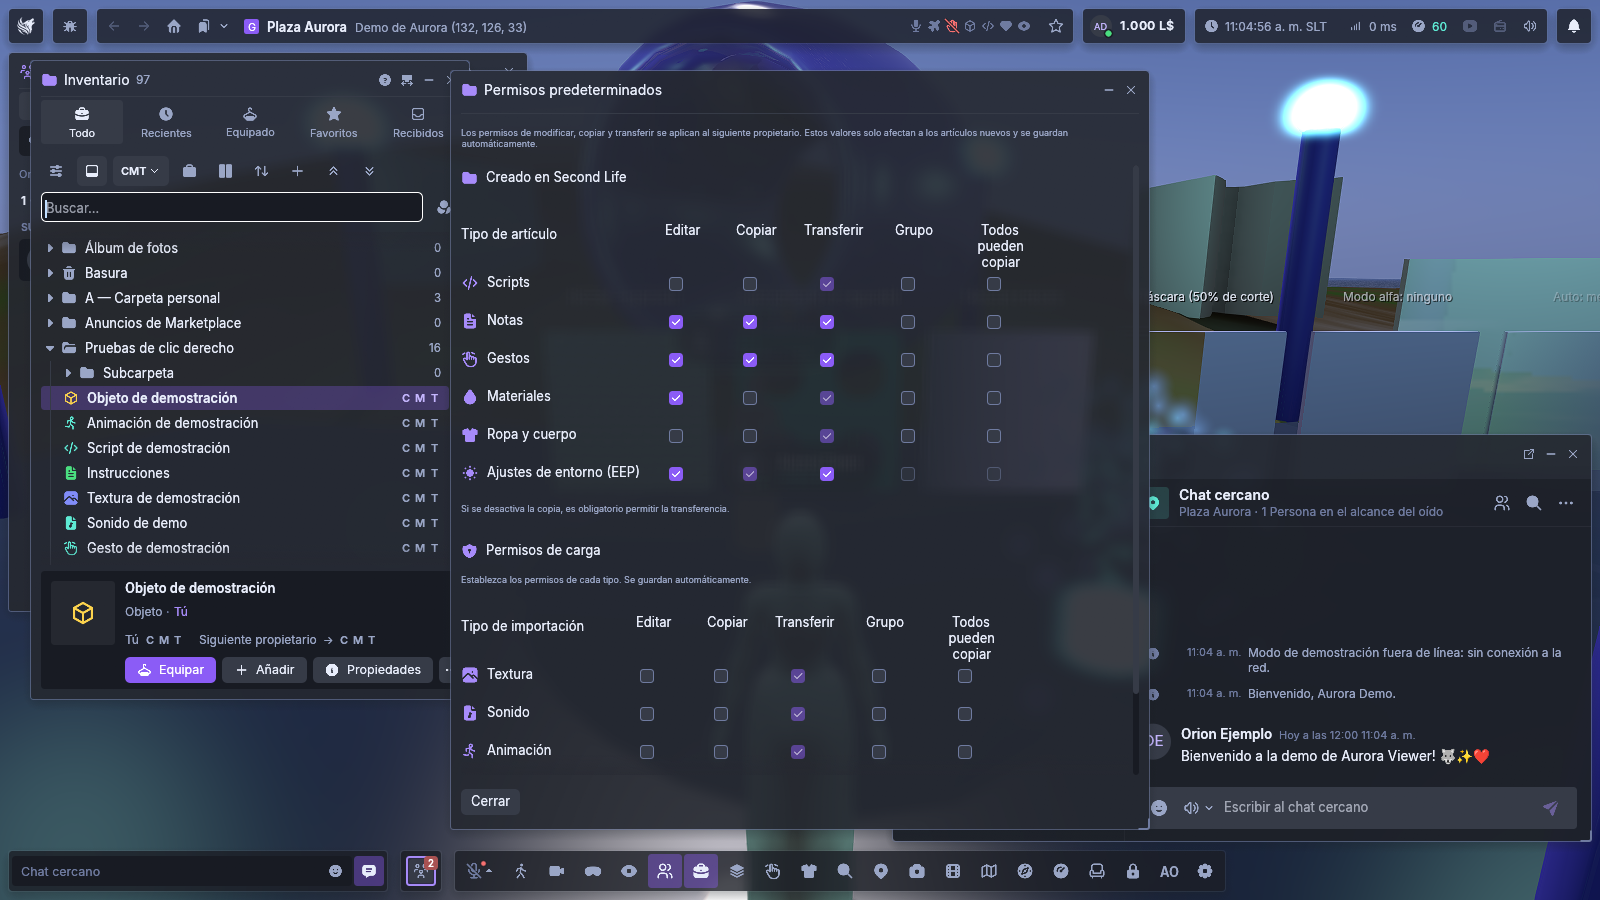 Plaza Aurora Demo de Aurora (132, 126, 33)
AD 1.000 L$
11:04:56 a. m. SLT 0 ms 60
Inventario 97
Todo Recientes Equipado Favoritos Recibidos
CMT
Buscar...
Álbum de fotos 0
Basura 0
A — Carpeta personal 3
Anuncios de Marketplace 0
Pruebas de clic derecho 16
Subcarpeta 0
Objeto de demostración C M T
Animación de demostración C M T
Script de demostración C M T
Instrucciones C M T
Textura de demostración C M T
Sonido de demo C M T
Gesto de demostración C M T
Objeto de demostración
Objeto · Tú
Tú C M T Siguiente propietario → C M T
Equipar Añadir Propiedades
Permisos predeterminados
Los permisos de modificar, copiar y transferir se aplican al siguiente propietario. Estos valores solo afectan a los artículos nuevos y se guardan
automáticamente.
Creado en Second Life
Tipo de artículo Editar Copiar Transferir Grupo Todos
pueden
copiar
Scripts
Notas
Gestos
Materiales
Ropa y cuerpo
Ajustes de entorno (EEP)
Si se desactiva la copia, es obligatorio permitir la transferencia.
Permisos de carga
Establezca los permisos de cada tipo. Se guardan automáticamente.
Tipo de importación Editar Copiar Transferir Grupo Todos
pueden
copiar
Textura
Sonido
Animación
Cerrar
(50% de corte) Modo alfa: ninguno Auto:
Chat cercano
Plaza Aurora · 1 Persona en el alcance del oído
11:04 a. m. Modo de demostración fuera de línea: sin conexión a la
red.
11:04 a. m. Bienvenido, Aurora Demo.
DE Orion Ejemplo Hoy a las 12:00 11:04 a. m.
Bienvenido a la demo de Aurora Viewer! 🐺✨❤️
Escribir al chat cercano
Chat cercano
2
AO